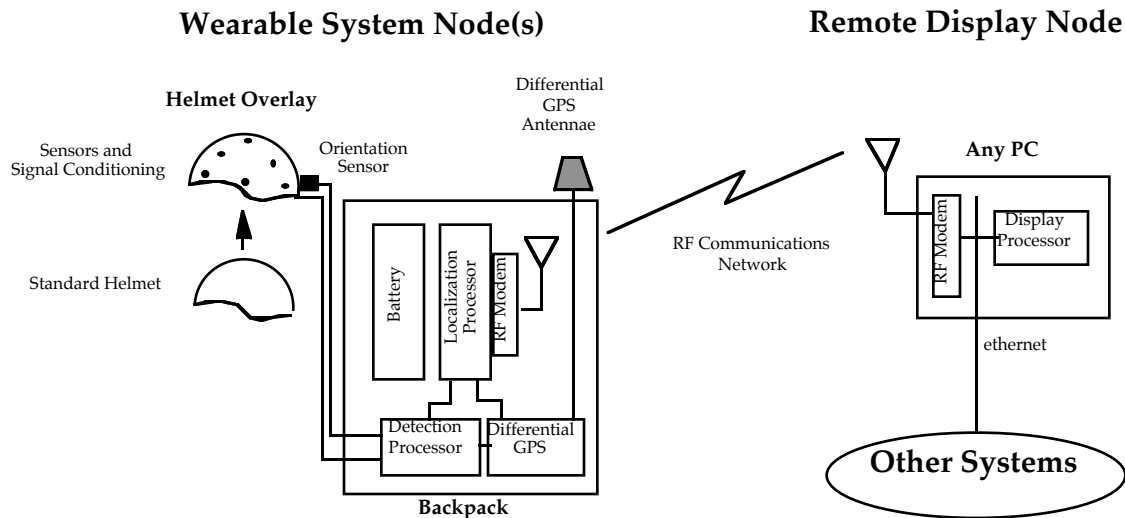 Wearable System Node(s)
Remote Display Node
Helmet Overlay
Sensors and
Signal Conditioning
Orientation
Sensor
Standard Helmet
Differential
GPS
Antennae
Battery
Localization
Processor
RF Modem
Detection
Processor
Differential
GPS
Backpack
RF Communications
Network
Any PC
RF Modem
Display
Processor
ethernet
Other Systems